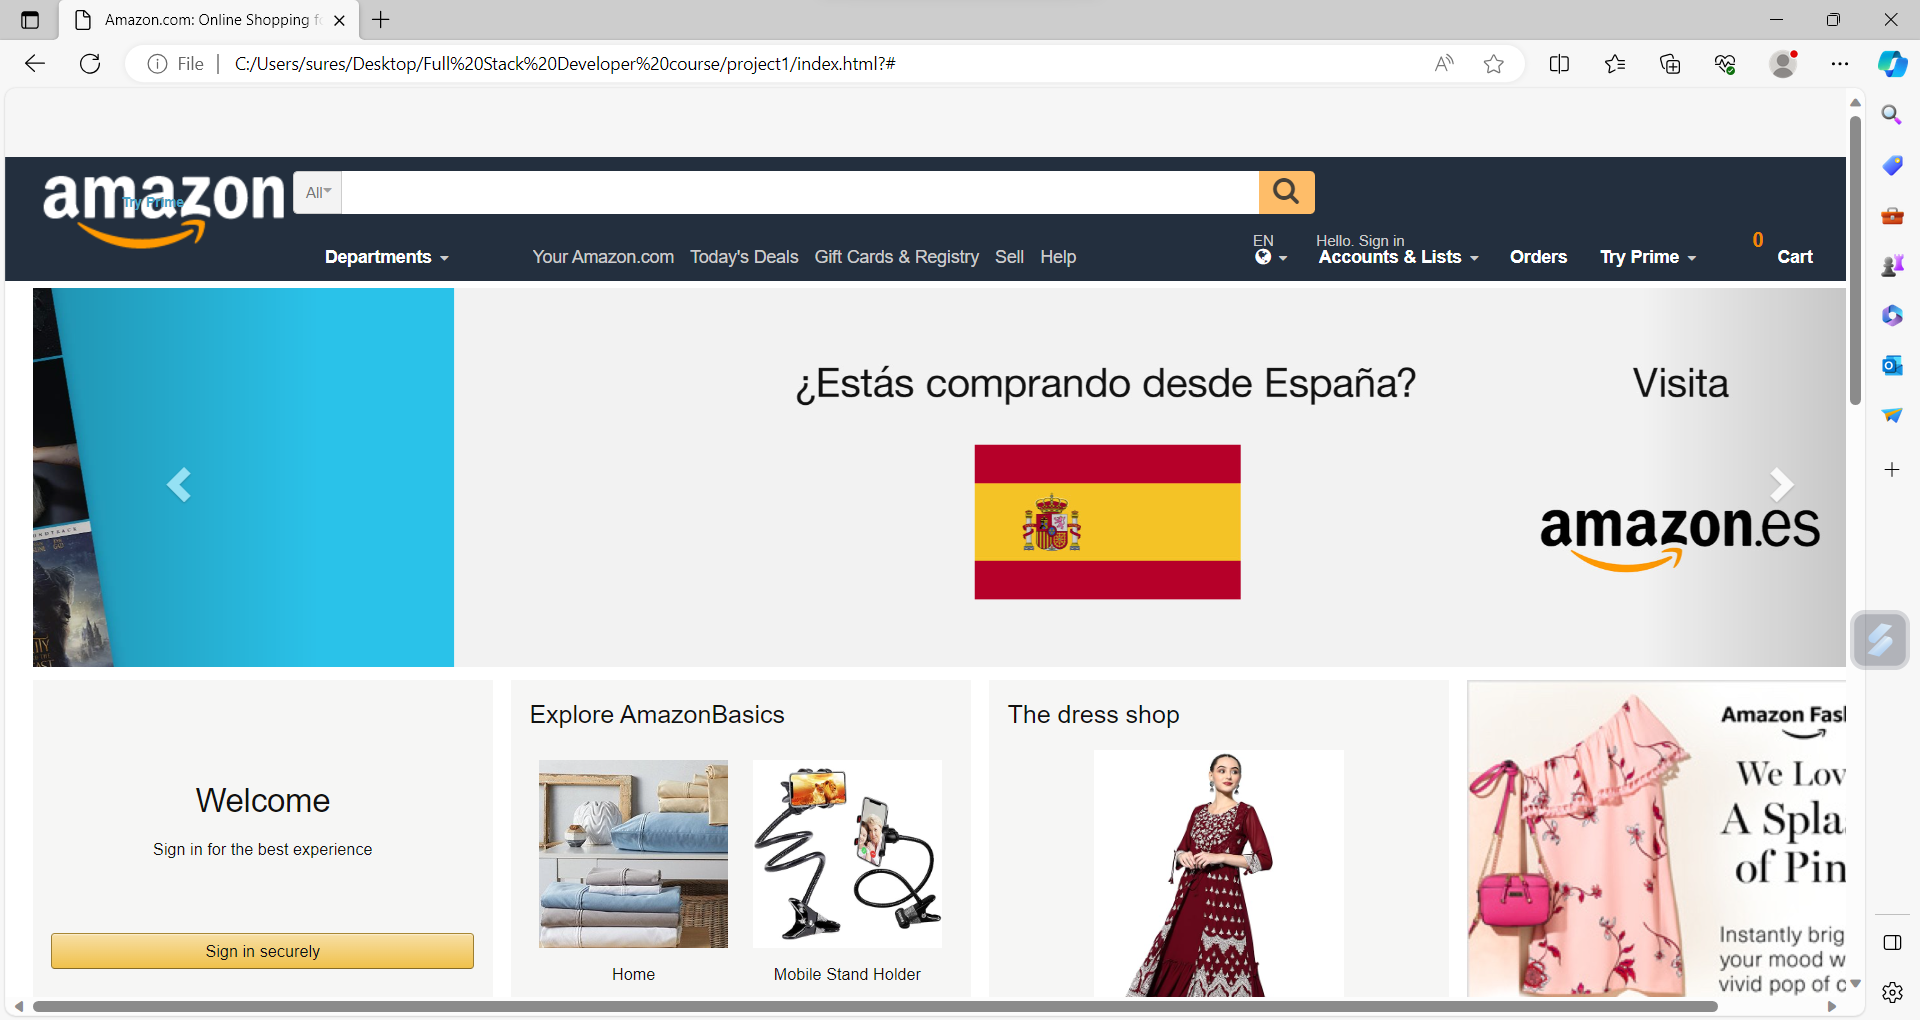 Amazon.com: Online Shopping f
File
C:/Users/sures/Desktop/Full%20Stack%20Developer%20course/project1/index.html?#
amazon
Try Prime
All
Departments
Your Amazon.com Today's Deals Gift Cards & Registry Sell Help
EN
Hello. Sign in
Accounts & Lists
Orders
Try Prime
0
Cart
¿Estás comprando desde España?
Visita
amazon.es
Welcome
Sign in for the best experience
Sign in securely
Explore AmazonBasics
Home
Mobile Stand Holder
The dress shop
Amazon Fas
We Lov
A Spla
of Pin
Instantly brig
your mood w
vivid pop of c